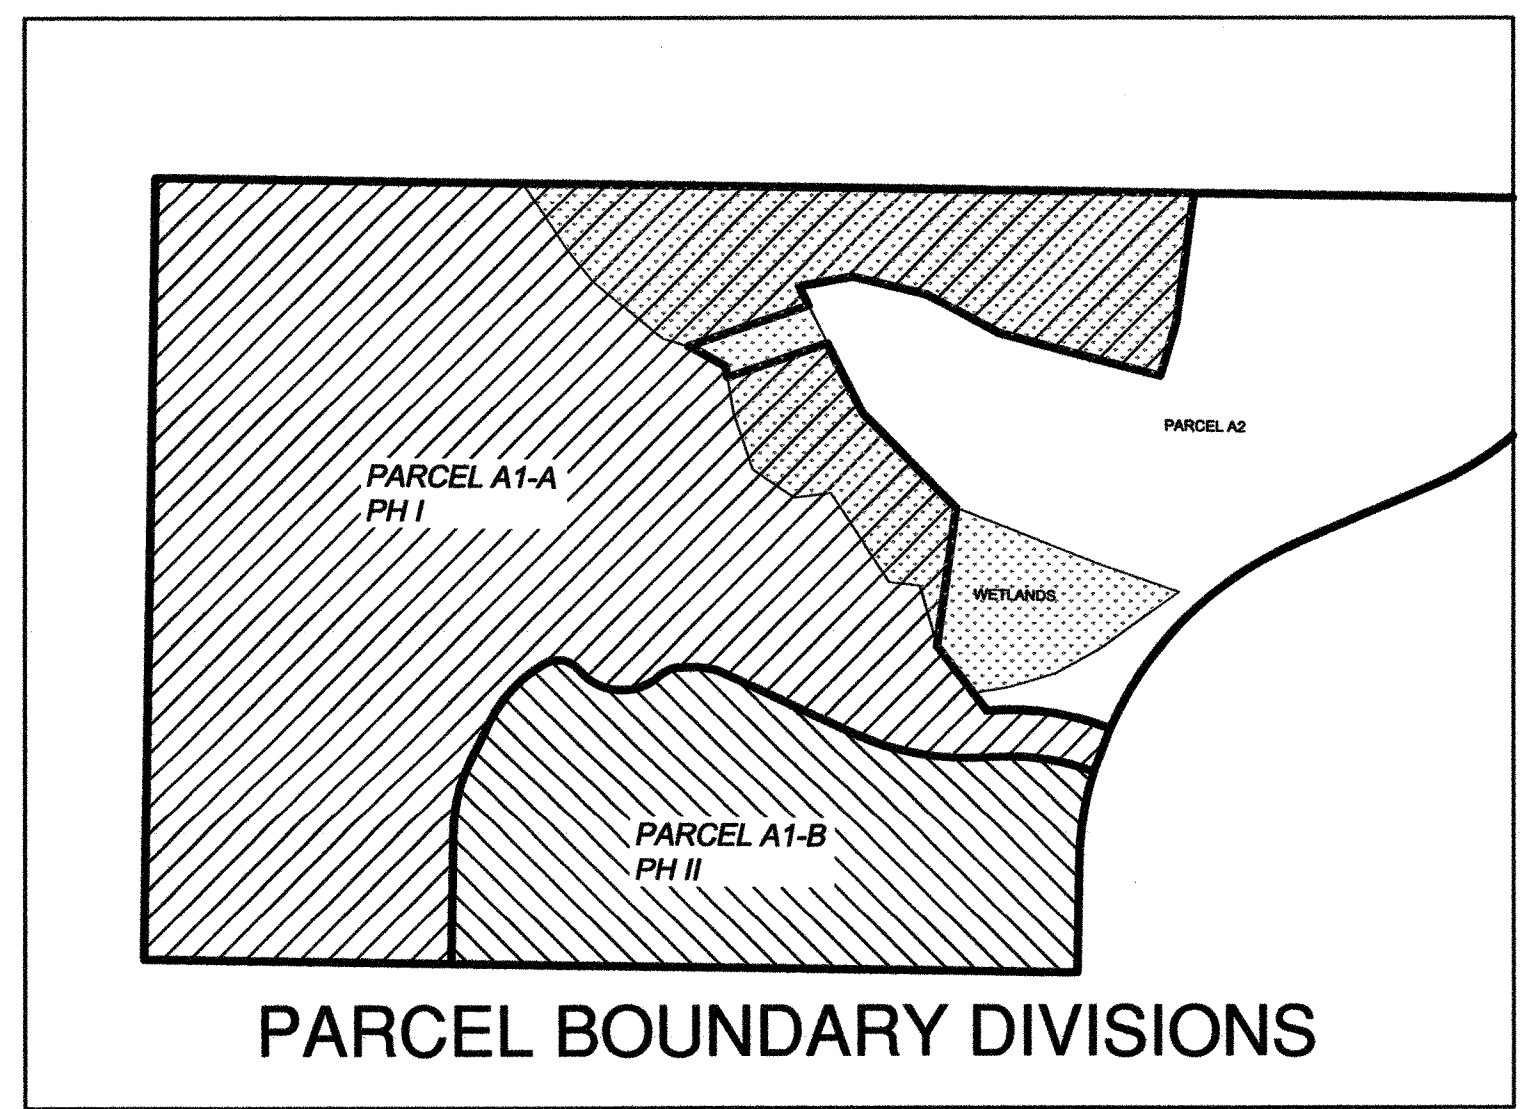 PARCEL A2
PARCEL A1-A
PH I
WETLANDS
PARCEL A1-B
PH II
PARCEL BOUNDARY DIVISIONS